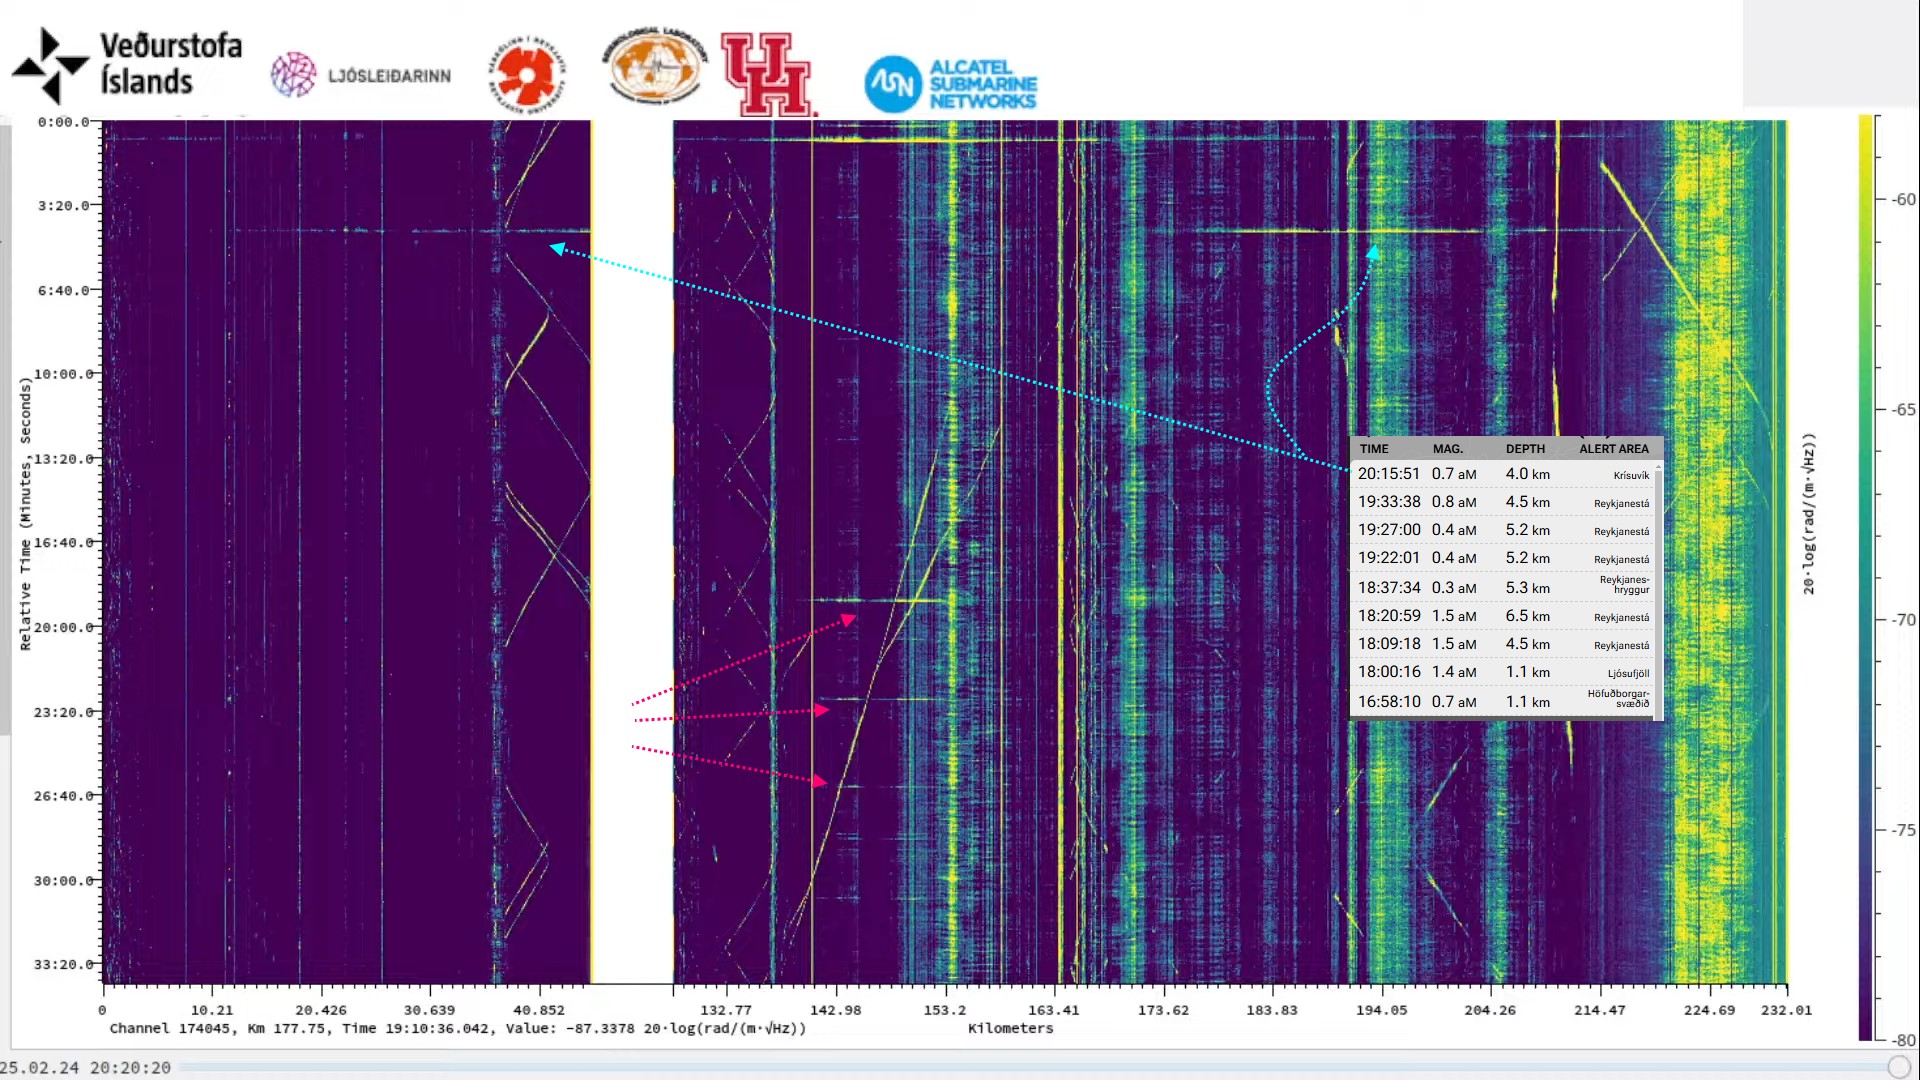 Veðurstofa
Íslands
LJÓSLEIÐARINN
ALCATEL
SUBMARINE
NETWORKS
ASN
UH
0:00.0
3:20.0
6:40.0
10:00.0
13:20.0
16:40.0
20:00.0
23:20.0
26:40.0
30:00.0
33:20.0
Relative Time (Minutes, Seconds)
TIME MAG. DEPTH ALERT AREA
20:15:51 0.7 aM 4.0 km Krísuvík
19:33:38 0.8 aM 4.5 km Reykjanestá
19:27:00 0.4 aM 5.2 km Reykjanestá
19:22:01 0.4 aM 5.2 km Reykjanestá
18:37:34 0.3 aM 5.3 km Reykjanes-
hryggur
18:20:59 1.5 aM 6.5 km Reykjanestá
18:09:18 1.5 aM 4.5 km Reykjanestá
18:00:16 1.4 aM 1.1 km Ljósufjöll
16:58:10 0.7 aM 1.1 km Höfuðborgar-
svæðið
20·log(rad/(m·√Hz))
-60
-65
-70
-75
-80
0 10.21 20.426 30.639 40.852 132.77 142.98 153.2 163.41 173.62 183.83 194.05 204.26 214.47 224.69 232.01
Channel 174045, Km 177.75, Time 19:10:36.042, Value: -87.3378 20·log(rad/(m·√Hz))
Kilometers
25.02.24 20:20:20